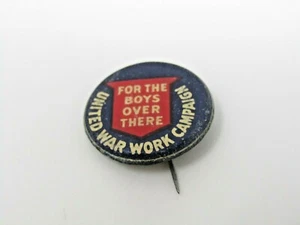 FOR THE
BOYS
OVER
THERE
UNITED WAR WORK CAMPAIGN